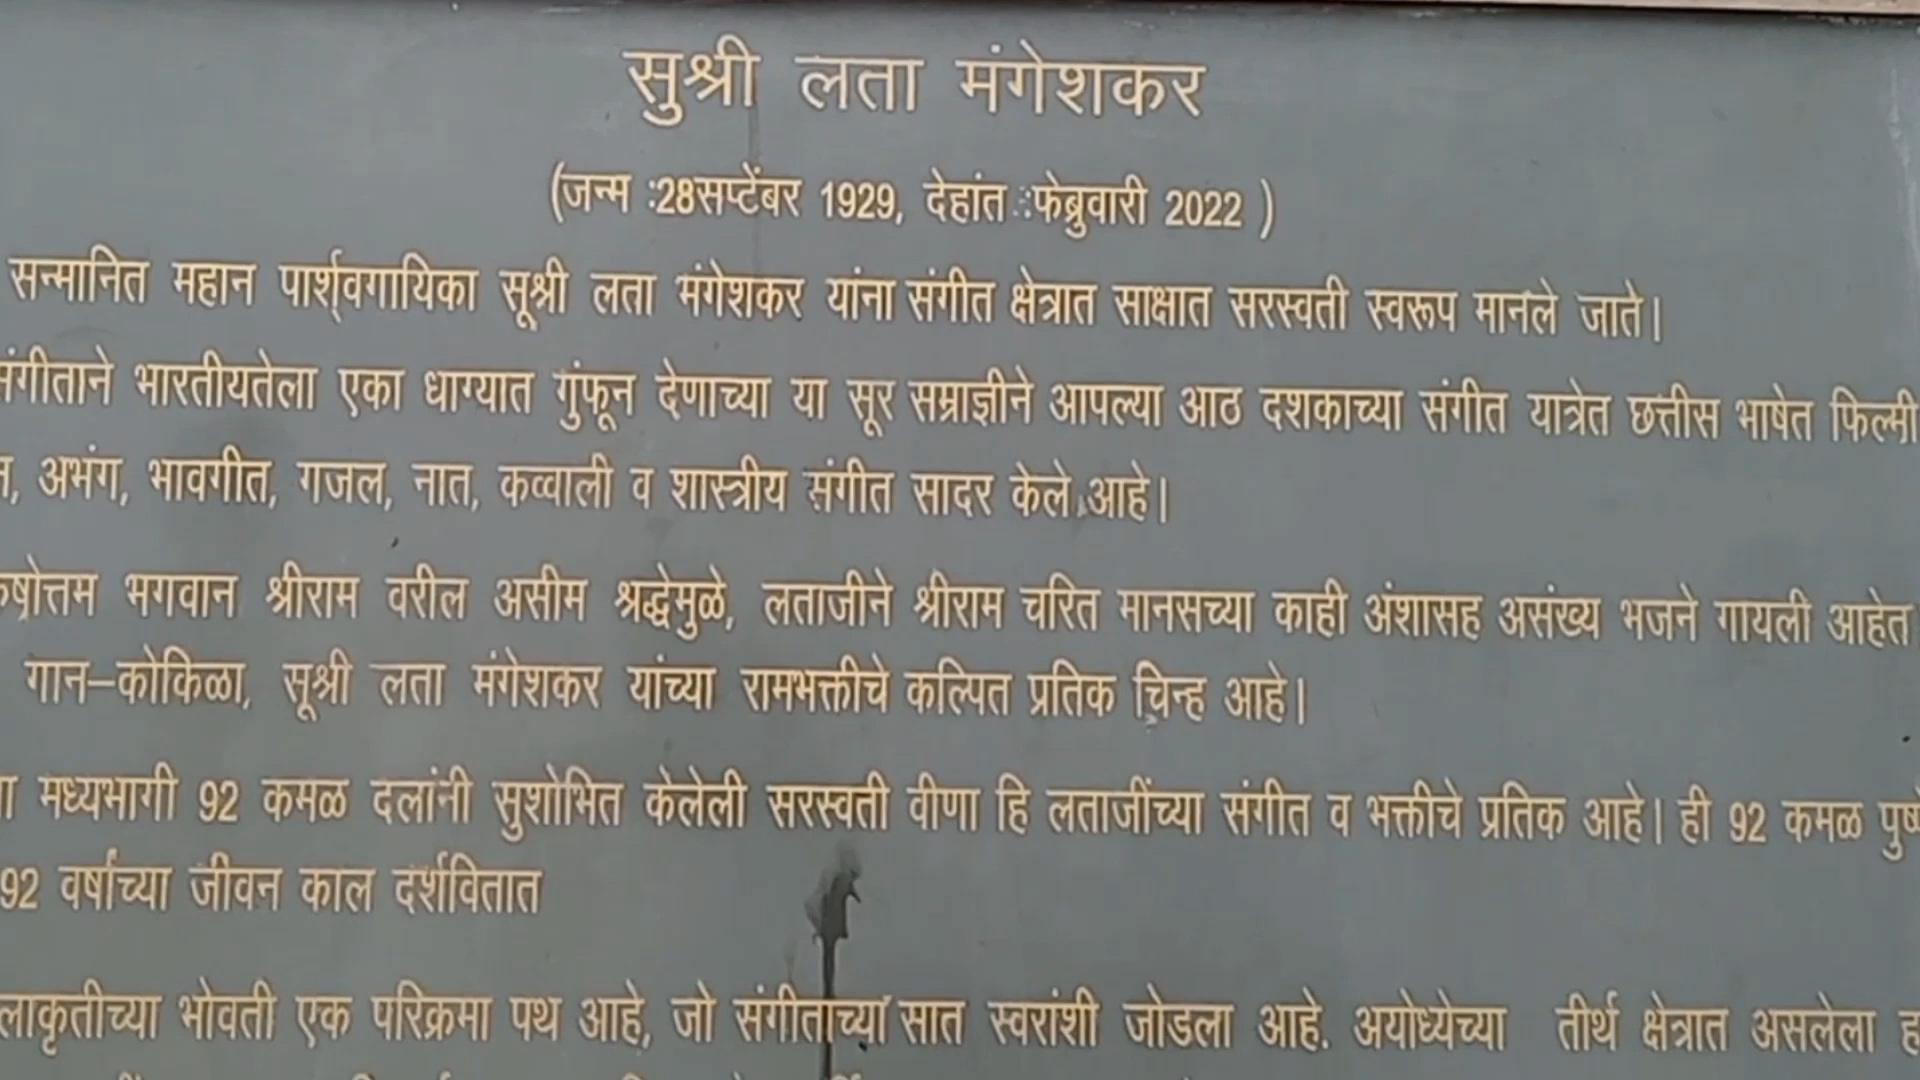 सुश्री लता मंगेशकर
(जन्म :28सप्टेंबर 1929, देहांत :फेब्रुवारी 2022 )
सन्मानित महान पार्श्वगायिका सूश्री लता मंगेशकर यांना संगीत क्षेत्रात साक्षात सरस्वती स्वरूप मानले जाते।
संगीताने भारतीयतेला एका धाग्यात गुंफून देणाच्या या सूर सम्राज्ञीने आपल्या आठ दशकाच्या संगीत यात्रेत छत्तीस भाषेत फिल्मी
अभंग, भावगीत, गजल, नात, कव्वाली व शास्त्रीय संगीत सादर केले आहे।
भगवान श्रीराम वरील असीम श्रद्धेमुळे, लताजीने श्रीराम चरित मानसच्या काही अंशासह असंख्य भजने गायली आहेत
गान–कोकिळा, सूश्री लता मंगेशकर यांच्या रामभक्तीचे कल्पित प्रतिक चिन्ह आहे।
मध्यभागी 92 कमळ दलांनी सुशोभित केलेली सरस्वती वीणा हि लताजींच्या संगीत व भक्तीचे प्रतिक आहे। ही 92 कमळ
92 वर्षांच्या जीवन काल दर्शवितात
भोवती एक परिक्रमा पथ आहे, जो संगीताच्या सात स्वरांशी जोडला आहे. अयोध्येच्या तीर्थ क्षेत्रात असलेला